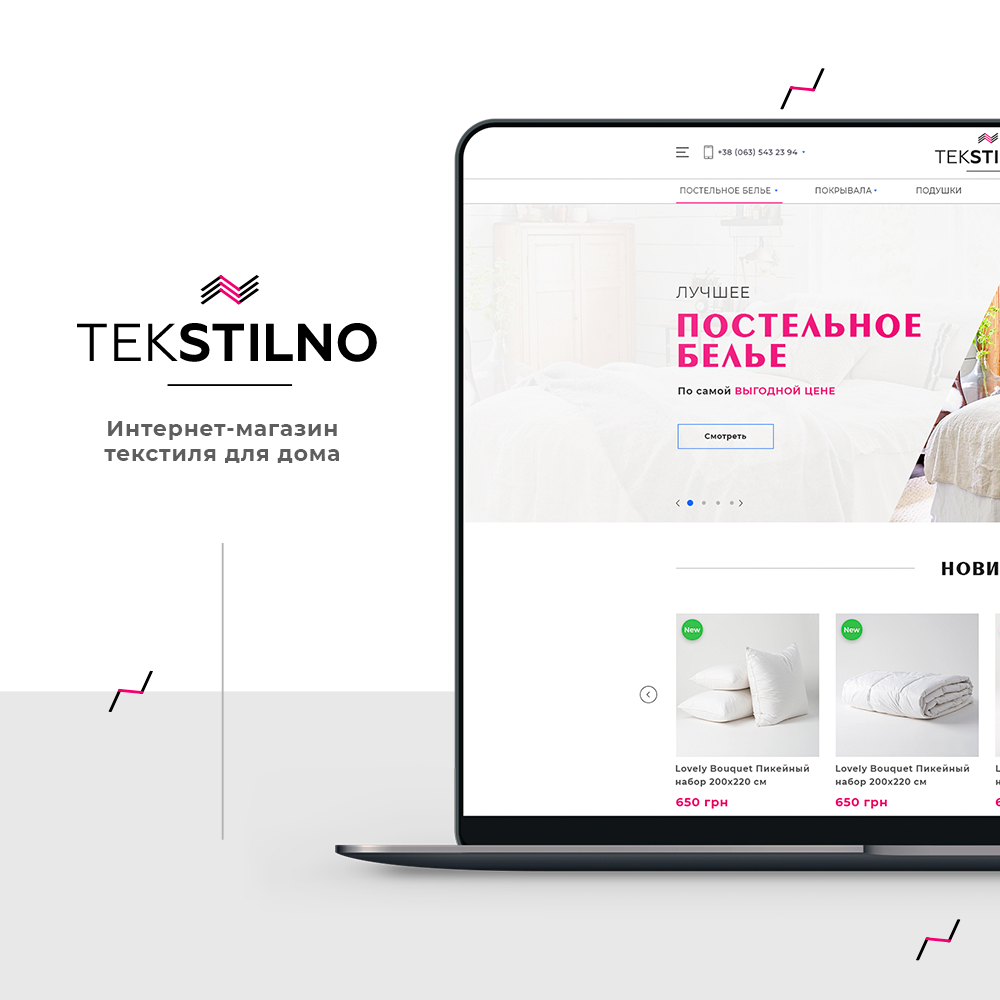 TEKSTILNO
Интернет-магазин
текстиля для дома
+38 (063) 543 23 94
TEKSTI
ПОСТЕЛЬНОЕ БЕЛЬЕ
ПОКРЫВАЛА
ПОДУШКИ
ЛУЧШЕЕ
ПОСТЕЛЬНОЕ
БЕЛЬЕ
По самой ВЫГОДНОЙ ЦЕНЕ
Смотреть
НОВИ
New
New
Lovely Bouquet Пикейный
набор 200х220 см
650 грн
Lovely Bouquet Пикейный
набор 200х220 см
650 грн